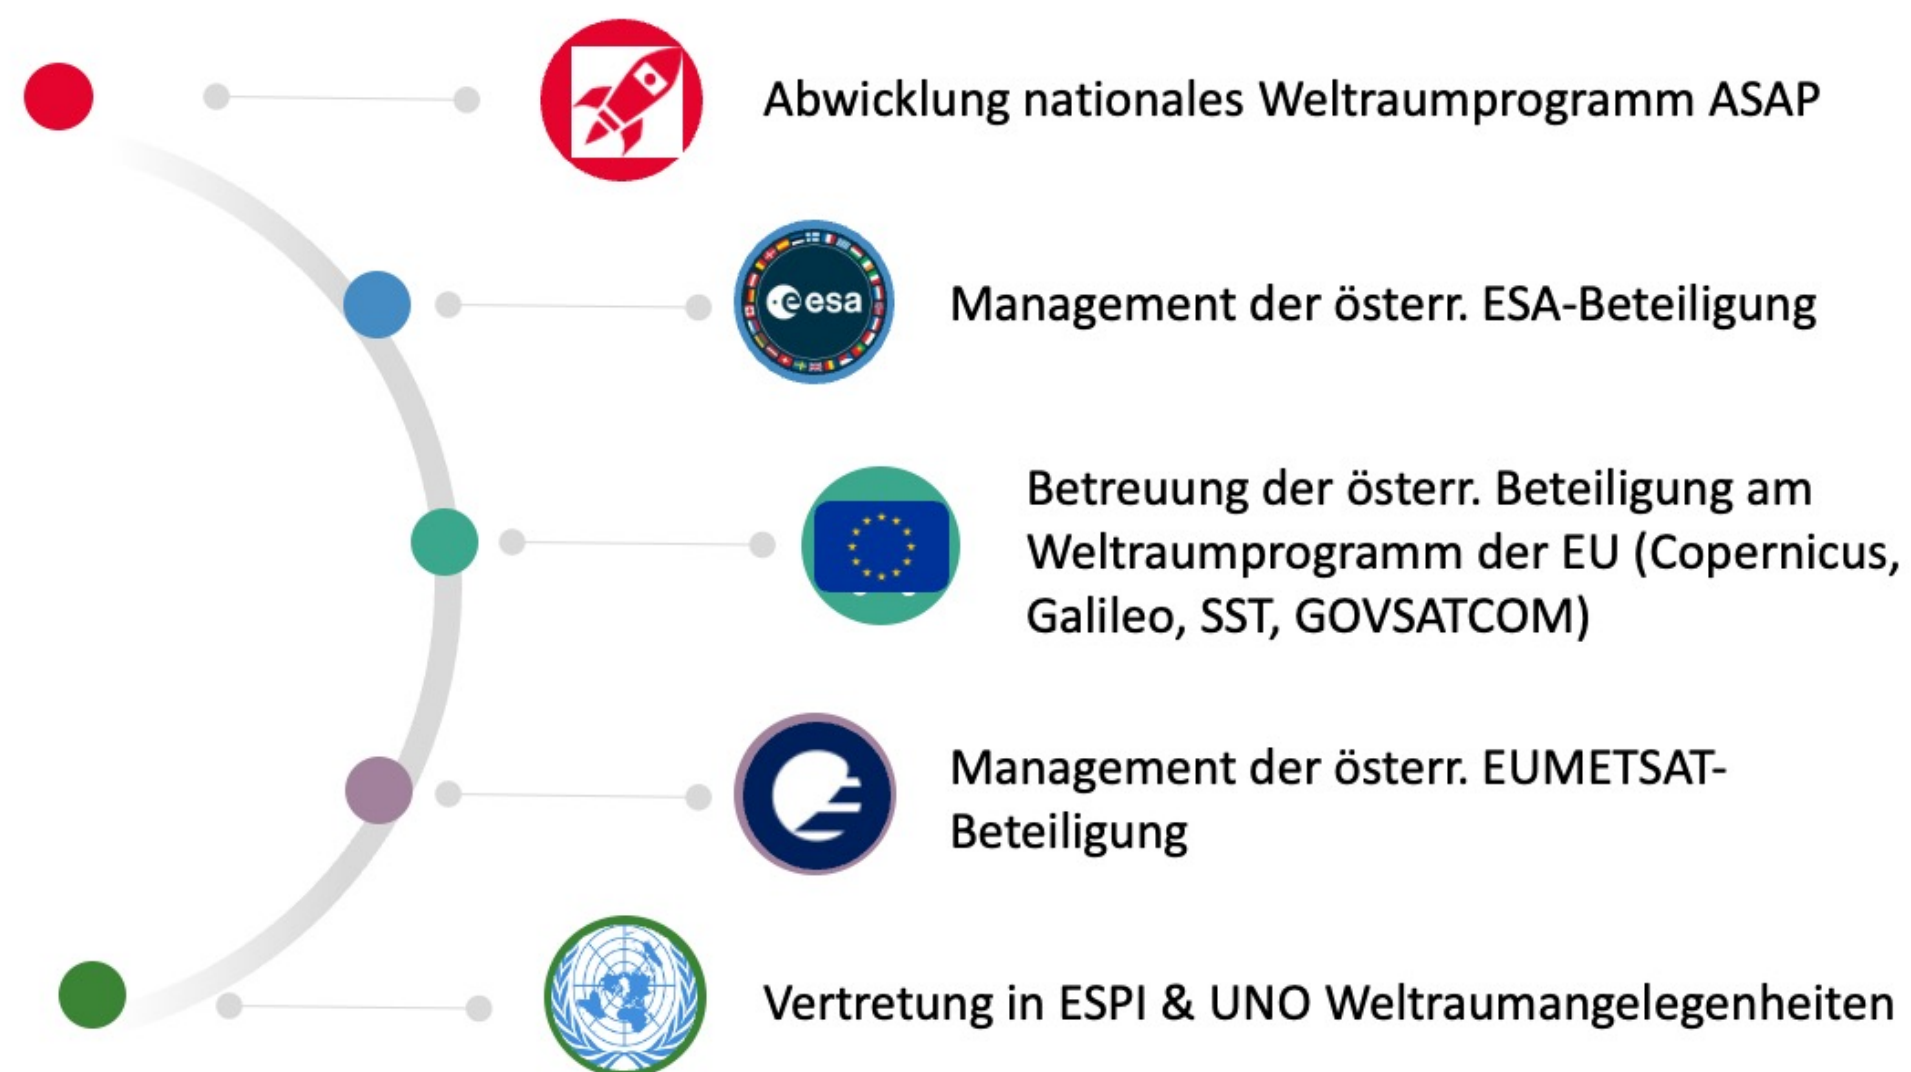 Abwicklung nationales Weltraumprogramm ASAP
esa
Management der österr. ESA-Beteiligung
Betreuung der österr. Beteiligung am
Weltraumprogramm der EU (Copernicus,
Galileo, SST, GOVSATCOM)
Management der österr. EUMETSAT-
Beteiligung
Vertretung in ESPI & UNO Weltraumangelegenheiten